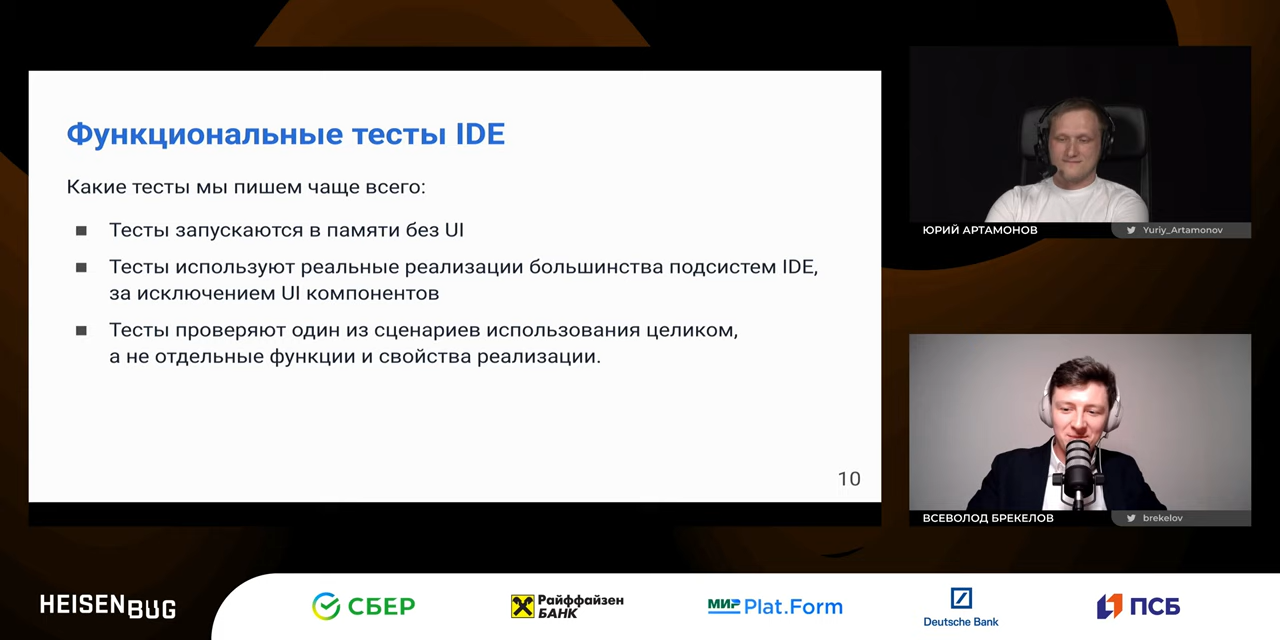 Функциональные тесты IDE
Какие тесты мы пишем чаще всего:
Тесты запускаются в памяти без UI
Тесты используют реальные реализации большинства подсистем IDE,
за исключением UI компонентов
Тесты проверяют один из сценариев использования целиком,
а не отдельные функции и свойства реализации.
10
ЮРИЙ АРТАМОНОВ
Yuriy_Artamonov
ВСЕВОЛОД БРЕКЕЛОВ
brekelov
HEISENBUG
СБЕР
Райффайзен
БАНК
МИР Plat.Form
Deutsche Bank
ПСБ